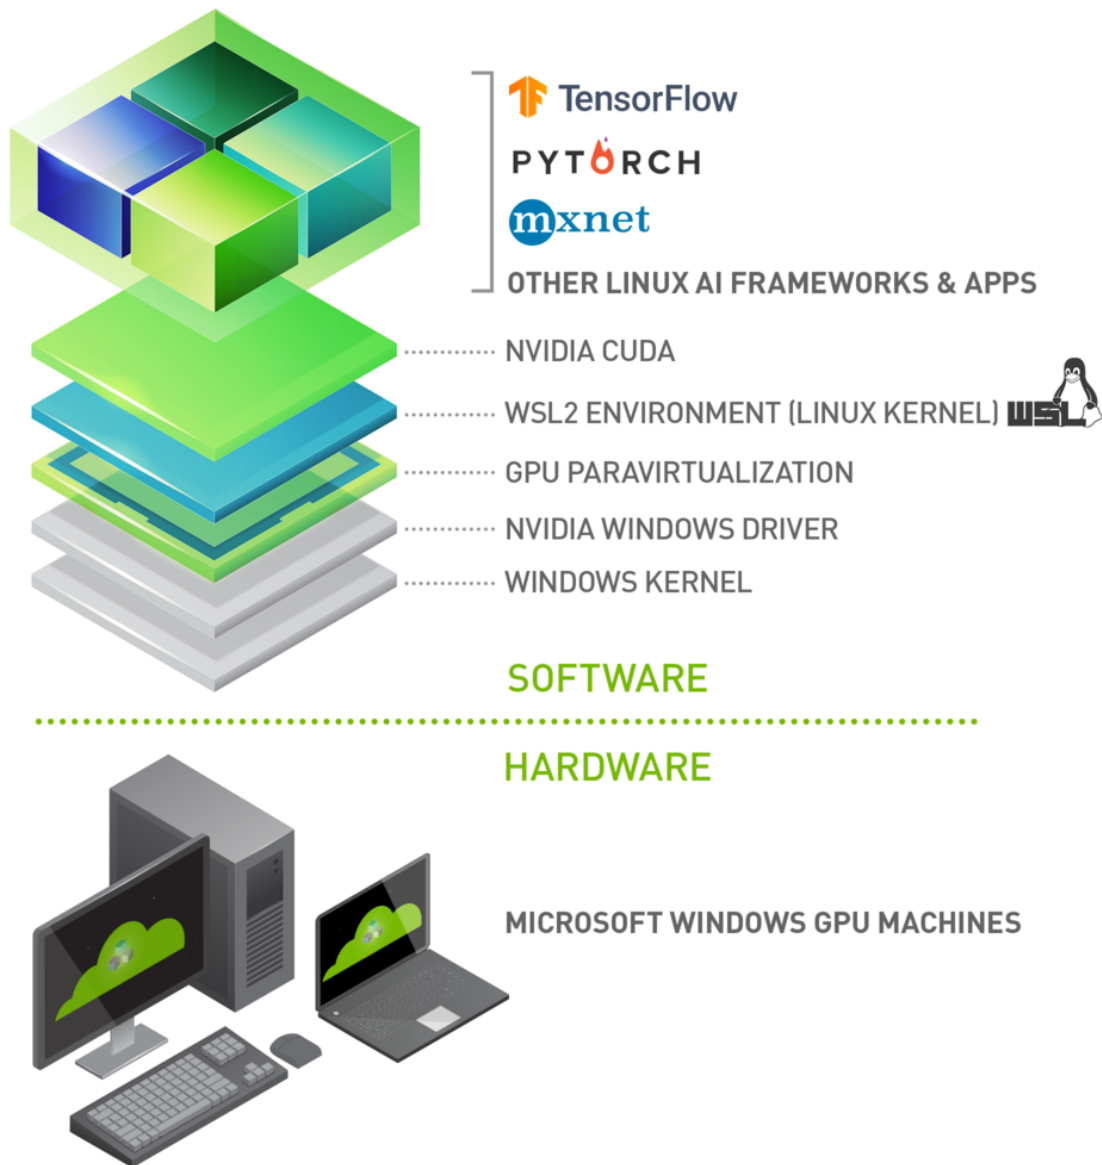 TensorFlow
PYTORCH
mxnet
OTHER LINUX AI FRAMEWORKS & APPS
NVIDIA CUDA
WSL2 ENVIRONMENT (LINUX KERNEL) WSL
GPU PARAVIRTUALIZATION
NVIDIA WINDOWS DRIVER
WINDOWS KERNEL
SOFTWARE
HARDWARE
MICROSOFT WINDOWS GPU MACHINES